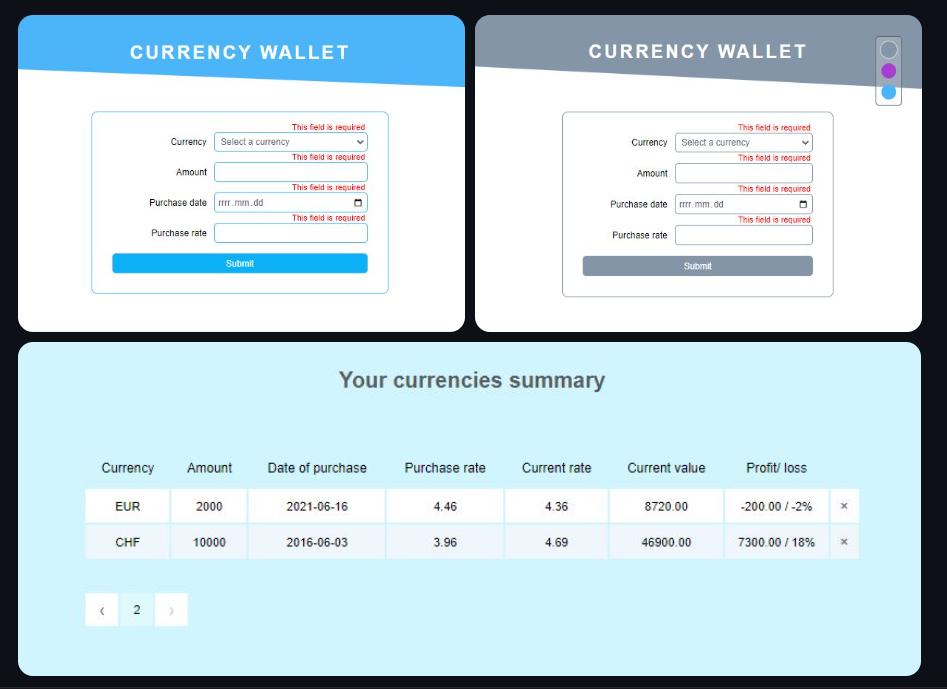 CURRENCY WALLET
This field is required
Currency Select a currency
This field is required
Amount
This field is required
Purchase date rrrr.mm.dd
This field is required
Purchase rate
Submit
CURRENCY WALLET
This field is required
Currency Select a currency
This field is required
Amount
This field is required
Purchase date rrrr.mm.dd
This field is required
Purchase rate
Submit
Your currencies summary
Currency Amount Date of purchase Purchase rate Current rate Current value Profit/ loss
EUR 2000 2021-06-16 4.46 4.36 8720.00 -200.00 / -2% ×
CHF 10000 2016-06-03 3.96 4.69 46900.00 7300.00 / 18% ×
‹ 2 ›